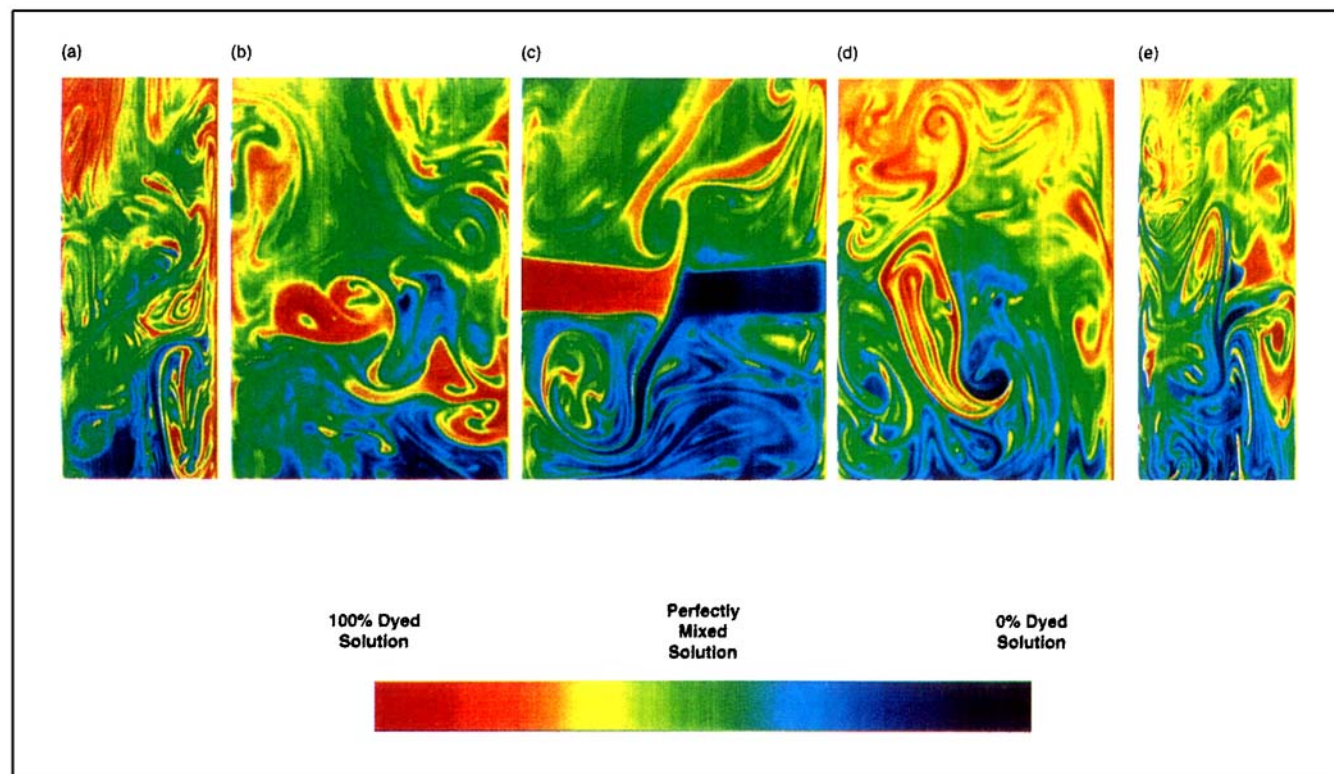 (a)
(b)
(c)
(d)
(e)
100% Dyed
Solution
Perfectly
Mixed
Solution
0% Dyed
Solution